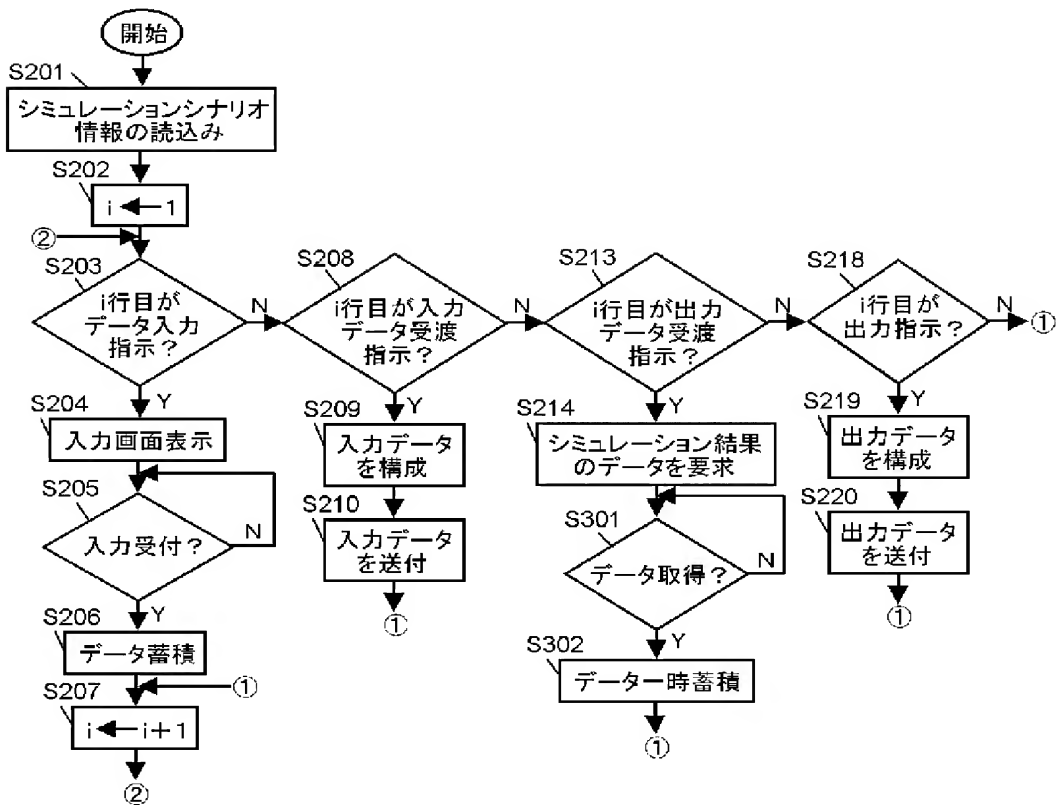 開始
S201
シミュレーションシナリオ
情報の読込み
S202
i ← 1
②
S203
i行目が
データ入力
指示？
N
Y
S204
入力画面表示
S205
入力受付？
N
Y
S206
データ蓄積
①
S207
i ← i+1
②
S208
i行目が入力
データ受渡
指示？
N
Y
S209
入力データ
を構成
S210
入力データ
を送付
①
S213
i行目が出力
データ受渡
指示？
N
Y
S214
シミュレーション結果
のデータを要求
S301
データ取得？
N
Y
S302
データ一時蓄積
①
S218
i行目が
出力指示？
N
①
Y
S219
出力データ
を構成
S220
出力データ
を送付
①